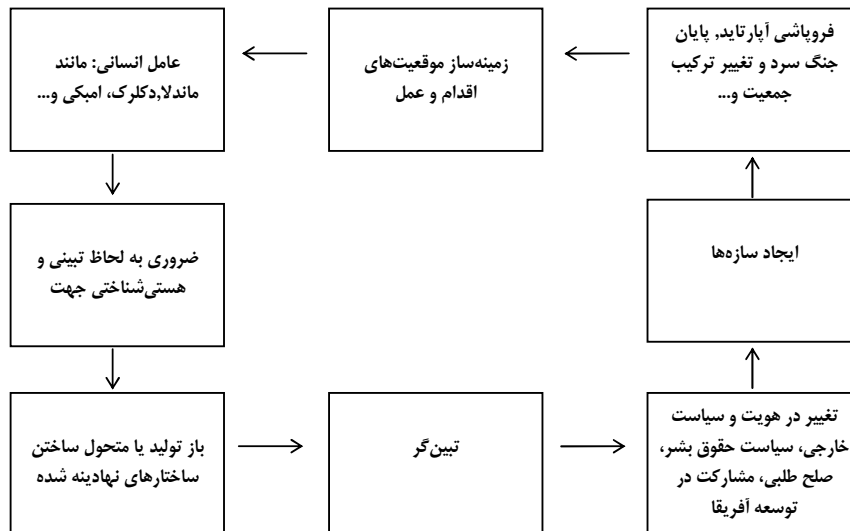 فروپاشی آپارتاید, پایان
جنگ سرد و تغییر ترکیب
جمعیت و...
زمینه‌ساز موقعیت‌های
اقدام و عمل
عامل انسانی: مانند
ماندلا,دکلرک، امبکی و...
ضروری به لحاظ تبینی و
هستی‌شناختی جهت
باز تولید یا متحول ساختن
ساختارهای نهادینه شده
تبین‌گر
تغییر در هویت و سیاست
خارجی، سیاست حقوق بشر،
صلح طلبی، مشارکت در
توسعه آفریقا
ایجاد سازه‌ها